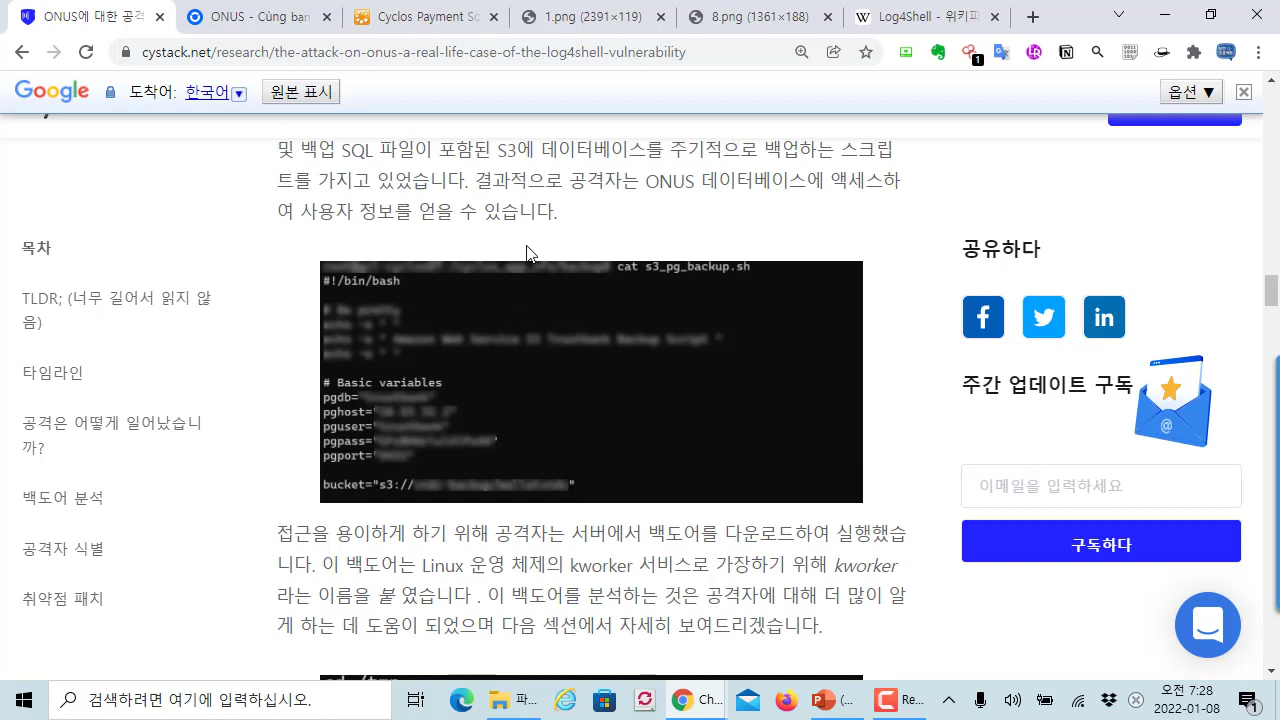 ONUS에 대한 공격
ONUS - Cùng bạn
Cyclos Payment So
1.png (2391×119)
Log4Shell - 위키피
cystack.net/research/the-attack-on-onus-a-real-life-case-of-the-log4shell-vulnerability
1
Google 도착어: 한국어 원본 표시 옵션 ▼
및 백업 SQL 파일이 포함된 S3에 데이터베이스를 주기적으로 백업하는 스크립
트를 가지고 있었습니다. 결과적으로 공격자는 ONUS 데이터베이스에 액세스하
여 사용자 정보를 얻을 수 있습니다.
목차
TLDR; (너무 길어서 읽지 않
음)
타임라인
공격은 어떻게 일어났습니
까?
백도어 분석
공격자 식별
취약점 패치
cat s3_pg_backup.sh
#!/bin/bash
# Basic variables
pgdb="
pghost="
pguser="
pgpass="
pgport="
bucket="s3://
접근을 용이하게 하기 위해 공격자는 서버에서 백도어를 다운로드하여 실행했습
니다. 이 백도어는 Linux 운영 체제의 kworker 서비스로 가장하기 위해 kworker
라는 이름을 붙 였습니다 . 이 백도어를 분석하는 것은 공격자에 대해 더 많이 알
게 하는 데 도움이 되었으며 다음 섹션에서 자세히 보여드리겠습니다.
공유하다
주간 업데이트 구독
이메일을 입력하세요
구독하다
검색하려면 여기에 입력하십시오.
파...
Ch...
(...
Re...
오전 7:28
2022-01-08
1